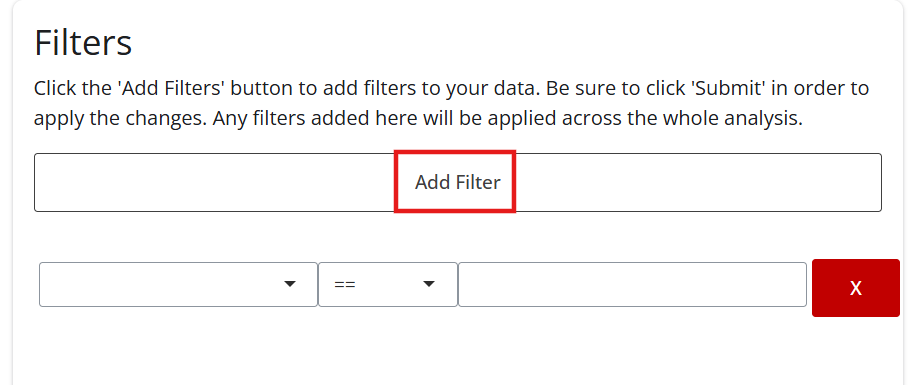 Filters
Click the 'Add Filters' button to add filters to your data. Be sure to click 'Submit' in order to
apply the changes. Any filters added here will be applied across the whole analysis.
Add Filter
== X